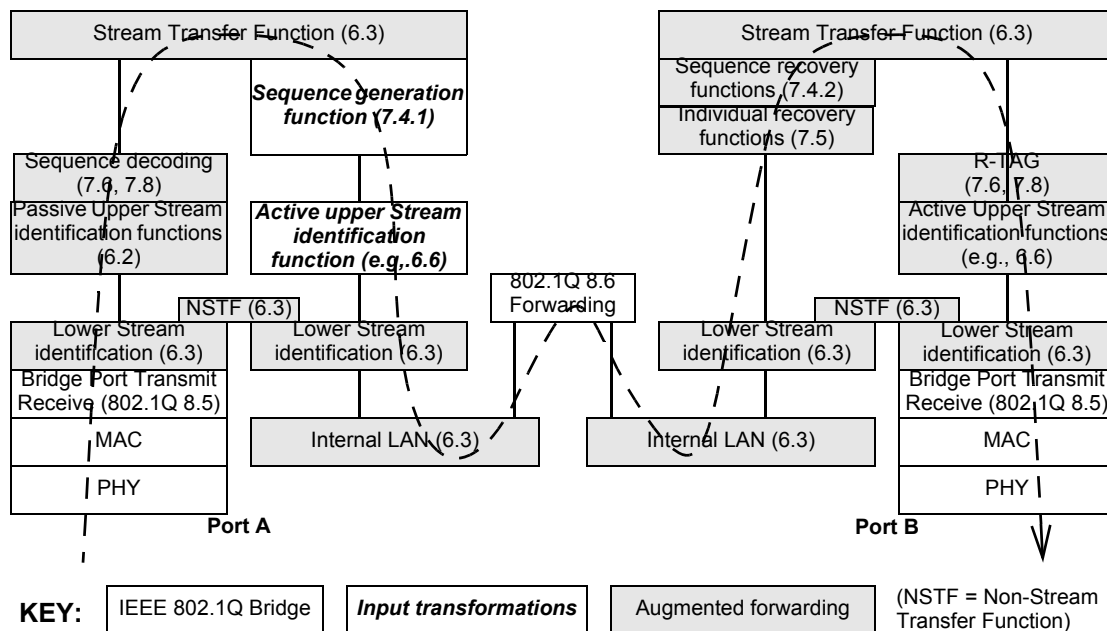 Stream Transfer Function (6.3)
Sequence generation
function (7.4.1)
Sequence decoding
(7.6, 7.8)
Passive Upper Stream
identification functions
(6.2)
Active upper Stream
identification
function (e.g,.6.6)
NSTF (6.3)
Lower Stream
identification (6.3)
Lower Stream
identification (6.3)
Bridge Port Transmit
Receive (802.1Q 8.5)
MAC
PHY
Internal LAN (6.3)
Port A
802.1Q 8.6
Forwarding
Stream Transfer Function (6.3)
Sequence recovery
functions (7.4.2)
Individual recovery
functions (7.5)
R-TAG
(7.6, 7.8)
Active Upper Stream
identification functions
(e.g., 6.6)
NSTF (6.3)
Lower Stream
identification (6.3)
Lower Stream
identification (6.3)
Bridge Port Transmit
Receive (802.1Q 8.5)
Internal LAN (6.3)
MAC
PHY
Port B
KEY:
IEEE 802.1Q Bridge
Input transformations
Augmented forwarding
(NSTF = Non-Stream
Transfer Function)